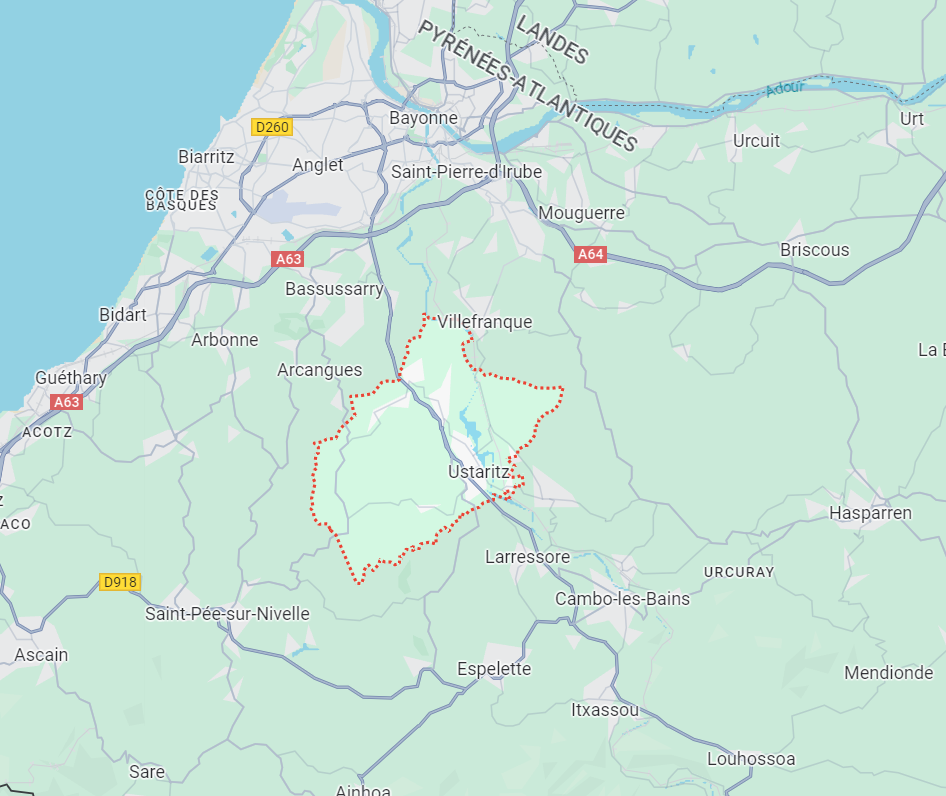 LANDES
PYRÉNÉES-ATLANTIQUES
Adour
Bayonne
Urt
D260
Urcuit
Biarritz
Anglet
Saint-Pierre-d'Irube
CÔTE DES
BASQUES
Mouguerre
A63
A64
Briscous
Bassussarry
Bidart
Villefranque
Arbonne
La
Arcangues
Guéthary
A63
ACOTZ
Ustaritz
Z
ACO
Hasparren
Larressore
URCURAY
D918
Cambo-les-Bains
Saint-Pée-sur-Nivelle
Ascain
Espelette
Mendionde
Itxassou
Louhossoa
Sare
Ainhoa